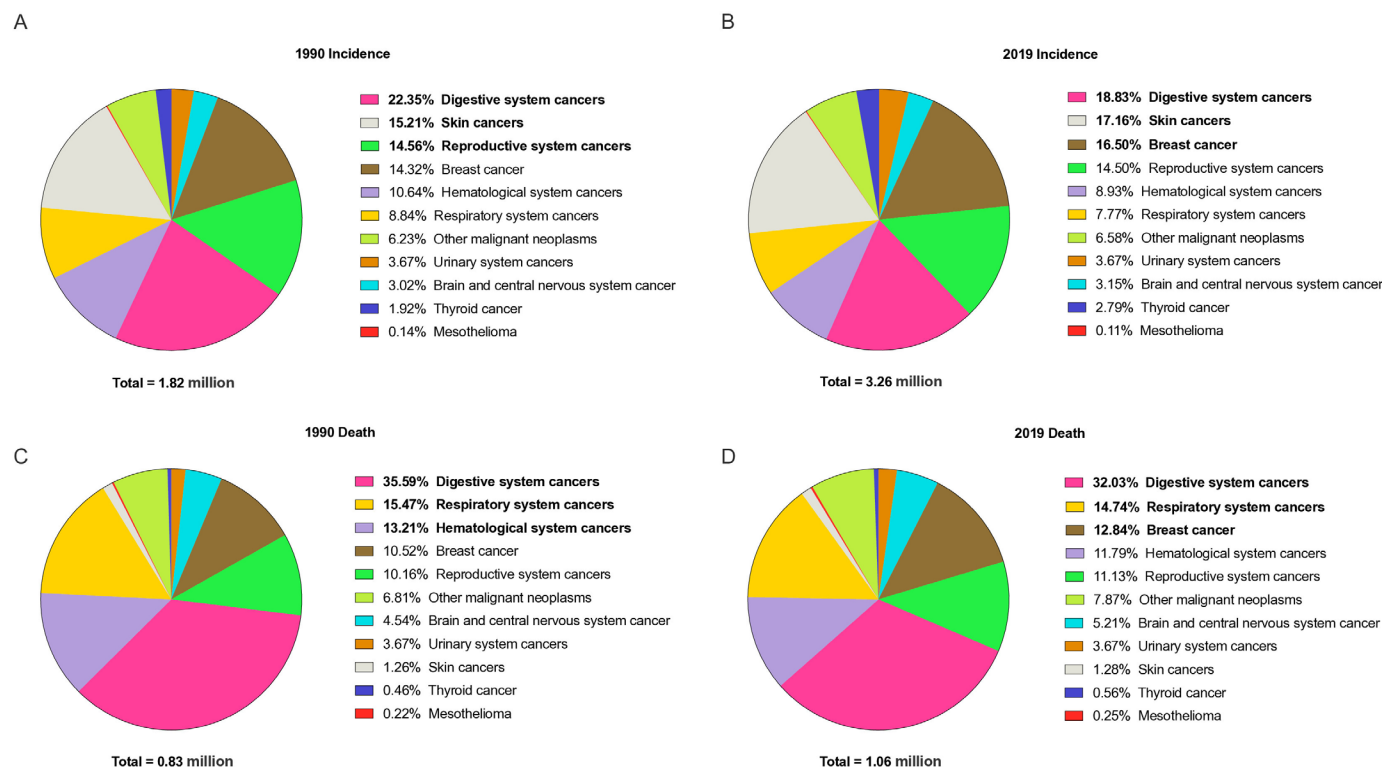 A
1990 Incidence
22.35% Digestive system cancers
15.21% Skin cancers
14.56% Reproductive system cancers
14.32% Breast cancer
10.64% Hematological system cancers
8.84% Respiratory system cancers
6.23% Other malignant neoplasms
3.67% Urinary system cancers
3.02% Brain and central nervous system cancer
1.92% Thyroid cancer
0.14% Mesothelioma
Total = 1.82 million
B
2019 Incidence
18.83% Digestive system cancers
17.16% Skin cancers
16.50% Breast cancer
14.50% Reproductive system cancers
8.93% Hematological system cancers
7.77% Respiratory system cancers
6.58% Other malignant neoplasms
3.67% Urinary system cancers
3.15% Brain and central nervous system cancer
2.79% Thyroid cancer
0.11% Mesothelioma
Total = 3.26 million
C
1990 Death
35.59% Digestive system cancers
15.47% Respiratory system cancers
13.21% Hematological system cancers
10.52% Breast cancer
10.16% Reproductive system cancers
6.81% Other malignant neoplasms
4.54% Brain and central nervous system cancer
3.67% Urinary system cancers
1.26% Skin cancers
0.46% Thyroid cancer
0.22% Mesothelioma
Total = 0.83 million
D
2019 Death
32.03% Digestive system cancers
14.74% Respiratory system cancers
12.84% Breast cancer
11.79% Hematological system cancers
11.13% Reproductive system cancers
7.87% Other malignant neoplasms
5.21% Brain and central nervous system cancer
3.67% Urinary system cancers
1.28% Skin cancers
0.56% Thyroid cancer
0.25% Mesothelioma
Total = 1.06 million